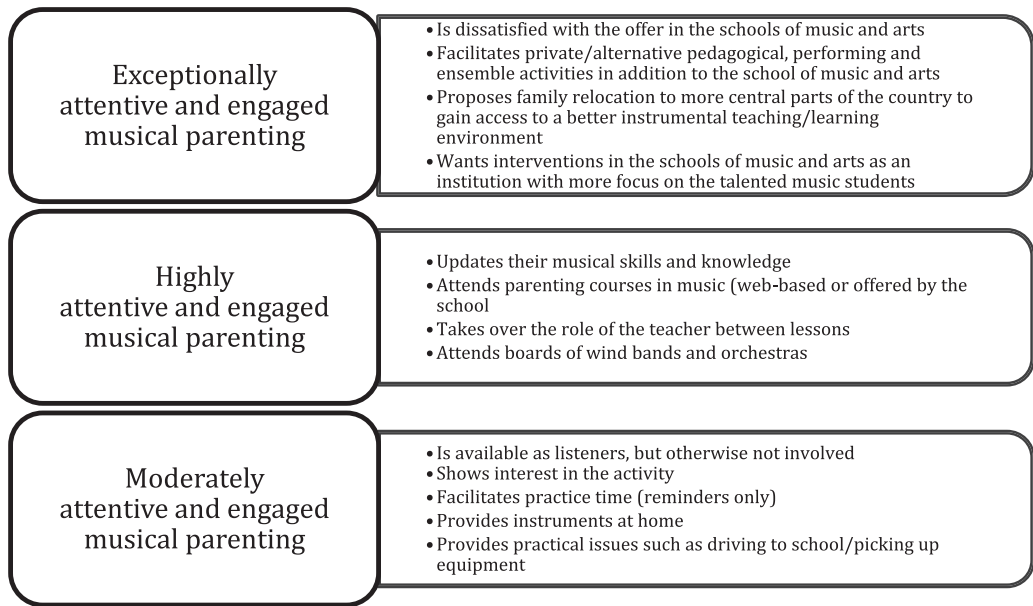 Exceptionally
attentive and engaged
musical parenting
•Is dissatisfied with the offer in the schools of music and arts
•Facilitates private/alternative pedagogical, performing and
ensemble activities in addition to the school of music and arts
•Proposes family relocation to more central parts of the country to
gain access to a better instrumental teaching/learning
environment
•Wants interventions in the schools of music and arts as an
institution with more focus on the talented music students
Highly
attentive and engaged
musical parenting
•Updates their musical skills and knowledge
•Attends parenting courses in music (web-based or offered by the
school
•Takes over the role of the teacher between lessons
•Attends boards of wind bands and orchestras
Moderately
attentive and engaged
musical parenting
•Is available as listeners, but otherwise not involved
•Shows interest in the activity
•Facilitates practice time (reminders only)
•Provides instruments at home
•Provides practical issues such as driving to school/picking up
equipment